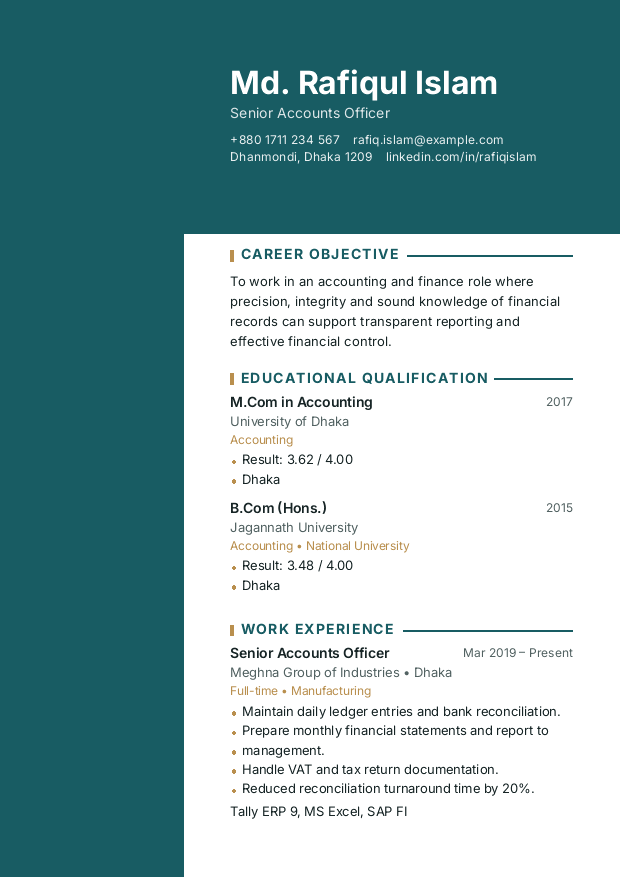 Md. Rafiqul Islam
Senior Accounts Officer
+880 1711 234 567 rafiq.islam@example.com
Dhanmondi, Dhaka 1209 linkedin.com/in/rafiqislam
CAREER OBJECTIVE
To work in an accounting and finance role where
precision, integrity and sound knowledge of financial
records can support transparent reporting and
effective financial control.
EDUCATIONAL QUALIFICATION
M.Com in Accounting 2017
University of Dhaka
Accounting
• Result: 3.62 / 4.00
• Dhaka
B.Com (Hons.) 2015
Jagannath University
Accounting • National University
• Result: 3.48 / 4.00
• Dhaka
WORK EXPERIENCE
Senior Accounts Officer Mar 2019 – Present
Meghna Group of Industries • Dhaka
Full-time • Manufacturing
• Maintain daily ledger entries and bank reconciliation.
• Prepare monthly financial statements and report to
• management.
• Handle VAT and tax return documentation.
• Reduced reconciliation turnaround time by 20%.
Tally ERP 9, MS Excel, SAP FI